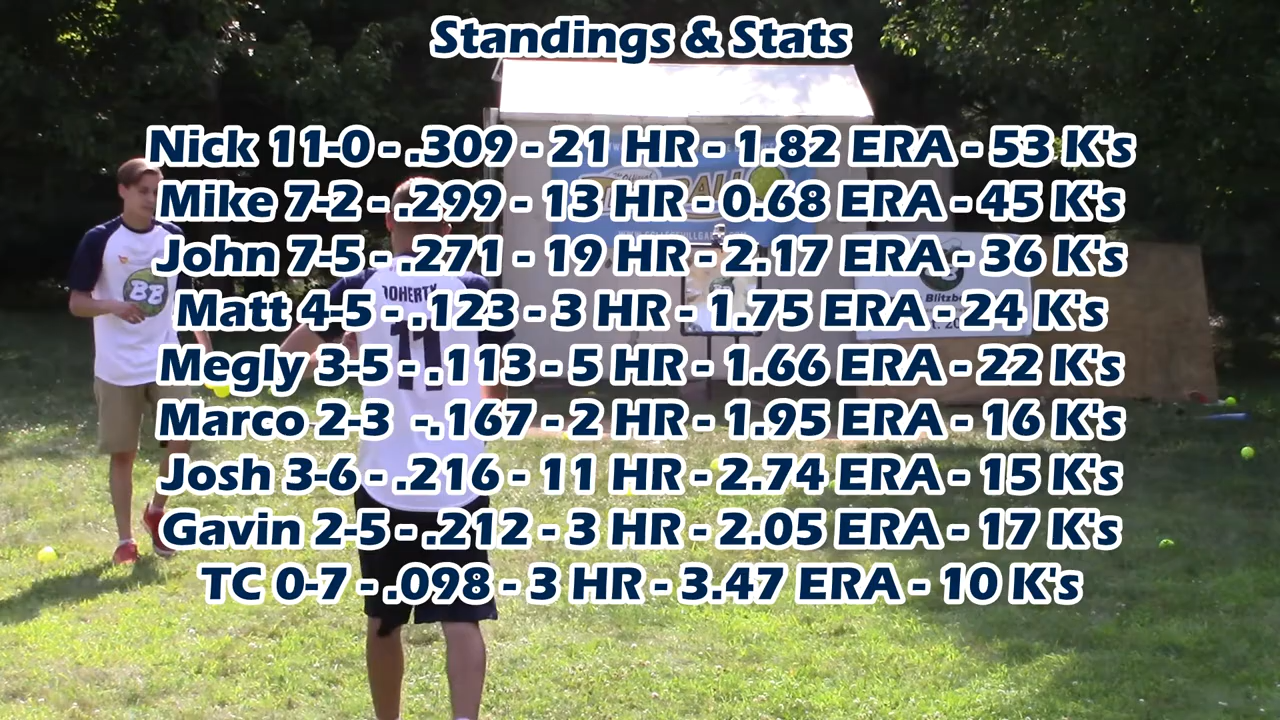 Standings & Stats
Nick 11-0 - .309 - 21 HR - 1.82 ERA - 53 K's
Mike 7-2 - .299 - 13 HR - 0.68 ERA - 45 K's
John 7-5 - .271 - 19 HR - 2.17 ERA - 36 K's
Matt 4-5 - .123 - 3 HR - 1.75 ERA - 24 K's
Megly 3-5 - .113 - 5 HR - 1.66 ERA - 22 K's
Marco 2-3 -.167 - 2 HR - 1.95 ERA - 16 K's
Josh 3-6 - .216 - 11 HR - 2.74 ERA - 15 K's
Gavin 2-5 - .212 - 3 HR - 2.05 ERA - 17 K's
TC 0-7 - .098 - 3 HR - 3.47 ERA - 10 K's
BB
DOHERTY
11